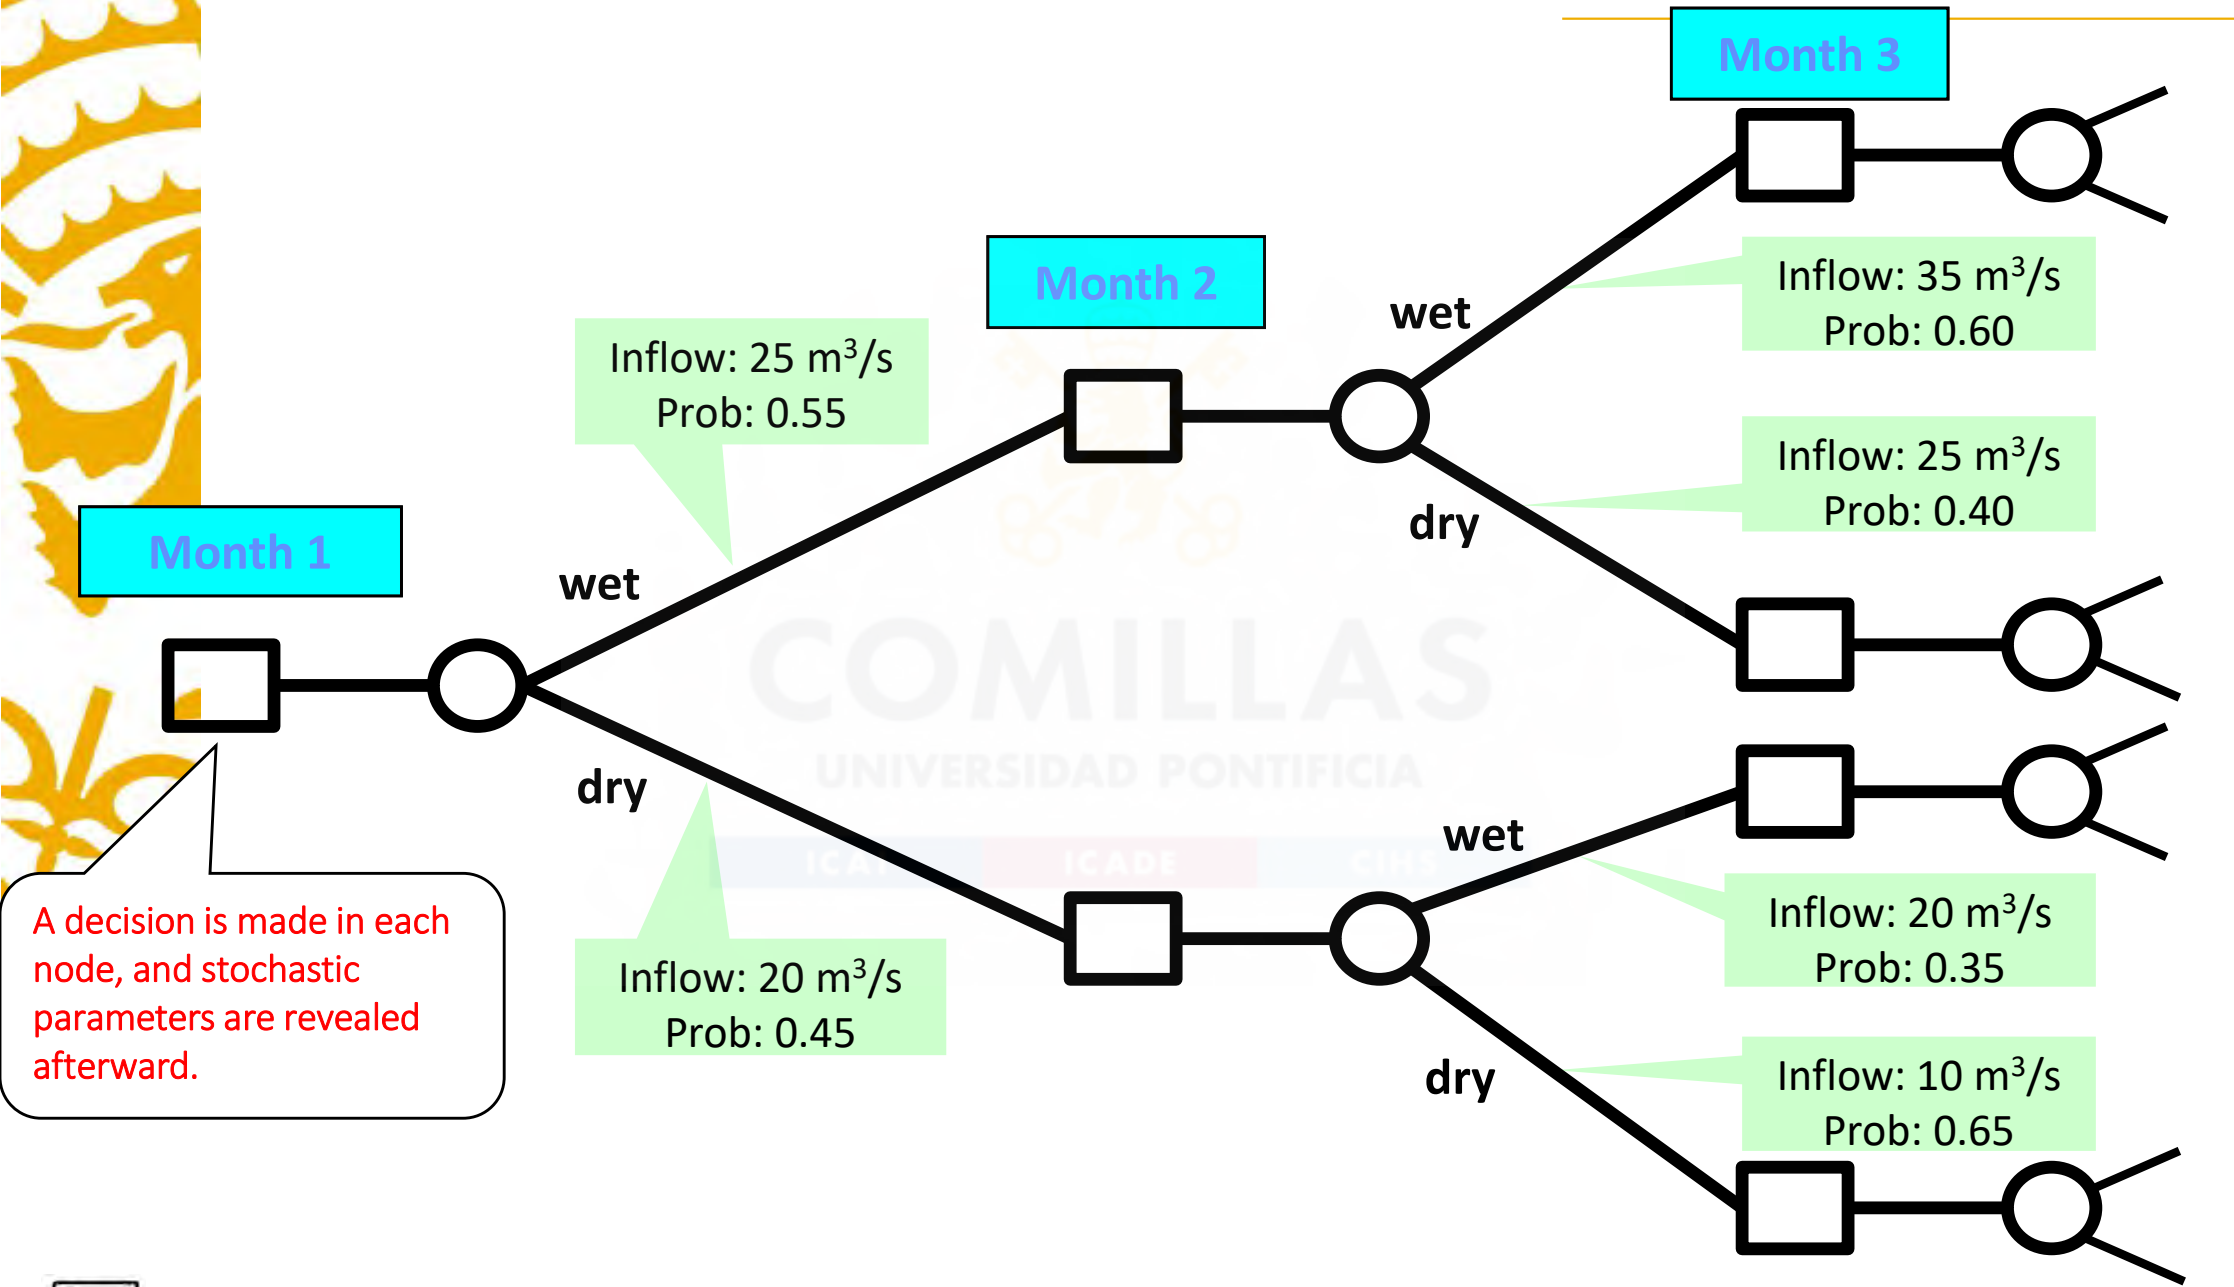 Month 3
Month 2
wet
Inflow: 35 m³/s
Prob: 0.60
Inflow: 25 m³/s
Prob: 0.55
Inflow: 25 m³/s
Prob: 0.40
dry
Month 1
wet
COMILLAS
UNIVERSIDAD PONTIFICIA
dry
wet
ICAI ICADE CIHS
Inflow: 20 m³/s
Prob: 0.35
A decision is made in each
node, and stochastic
parameters are revealed
afterward.
Inflow: 20 m³/s
Prob: 0.45
dry
Inflow: 10 m³/s
Prob: 0.65